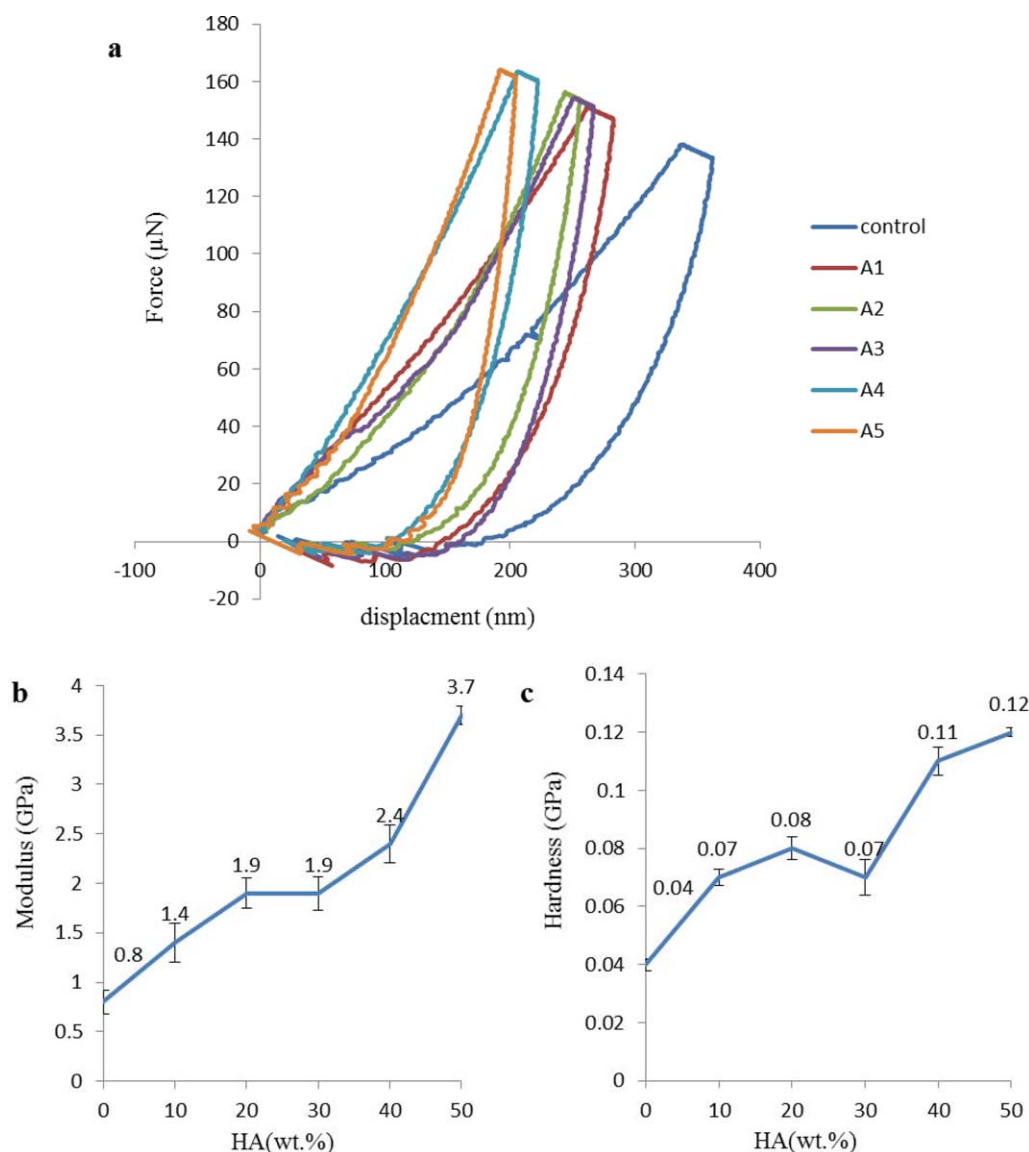 a
180
160
140
120
100
80
60
40
20
0
-20
Force (µN)
-100
0
100
200
300
400
displacment (nm)
control
A1
A2
A3
A4
A5
b
4
3.5
3
2.5
2
1.5
1
0.5
0
Modulus (GPa)
0.8
1.4
1.9
1.9
2.4
3.7
0 10 20 30 40 50
HA(wt.%)
c
0.14
0.12
0.1
0.08
0.06
0.04
0.02
0
Hardness (GPa)
0.04
0.07
0.08
0.07
0.11
0.12
0 10 20 30 40 50
HA(wt.%)